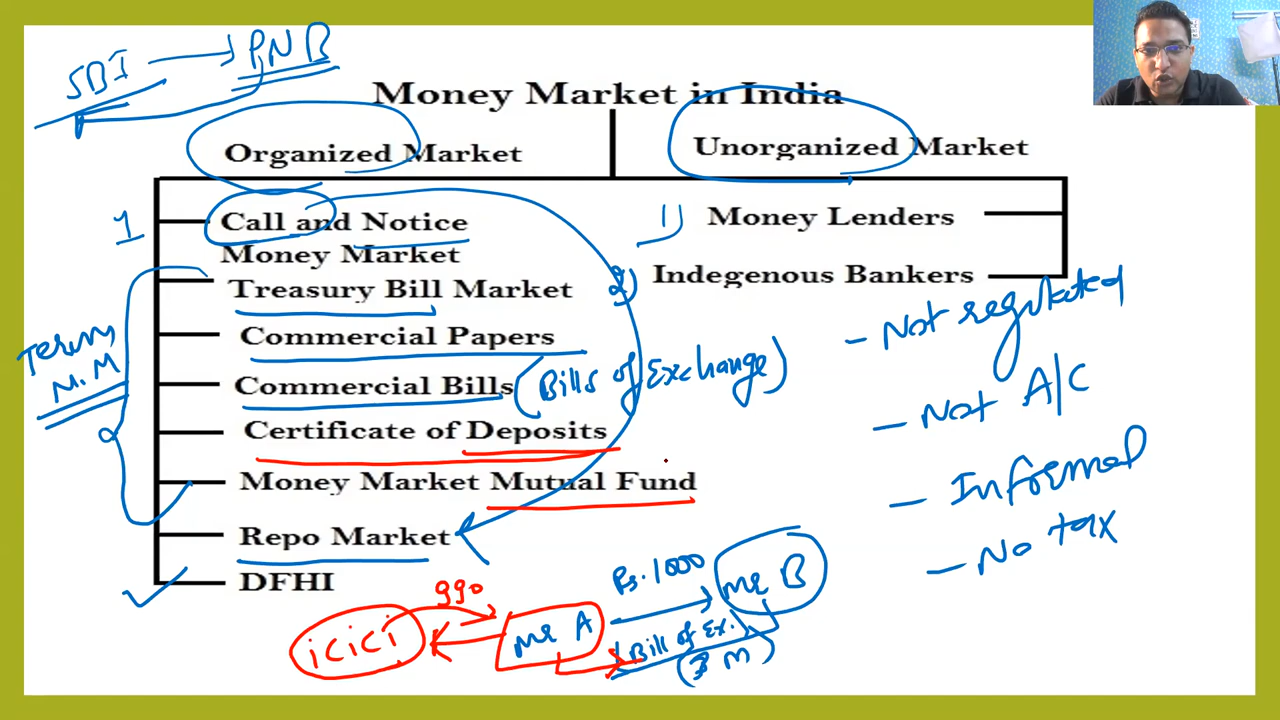 SBI → PNB
Money Market in India
Organized Market
Unorganized Market
1
Call and Notice
Money Market
Treasury Bill Market
Commercial Papers
Commercial Bills (Bills of Exchange)
Certificate of Deposits
Money Market Mutual Fund
Repo Market
DFHI
Term
M.M
1) Money Lenders
2) Indegenous Bankers
- Not regulated
- Not A/C
- Informal
- No tax
iCiCi
990
Mr A
Rs. 1000
Mr B
Bill of Ex.
(3 M)